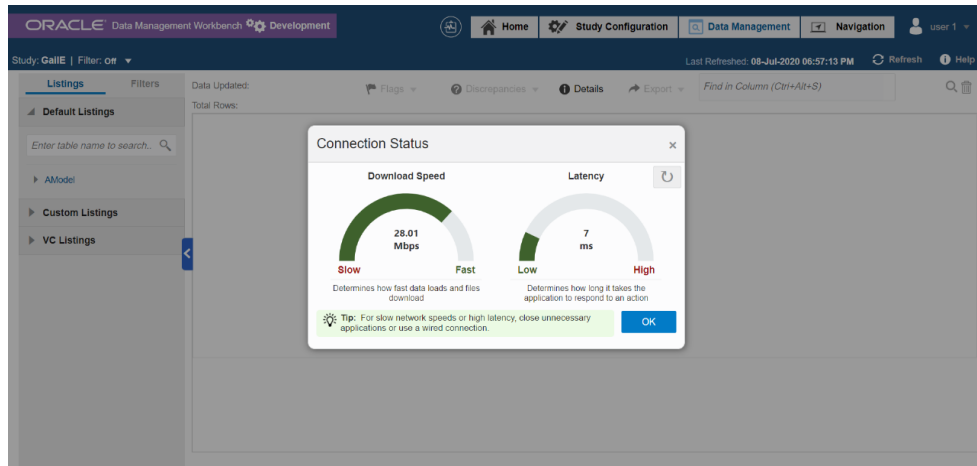 ORACLE® Data Management Workbench Development
Home Study Configuration Data Management Navigation user 1
Study: GailE | Filter: Off
Last Refreshed: 08-Jul-2020 06:57:13 PM Refresh Help
Listings Filters
Data Updated: Flags Discrepancies Details Export Find in Column (Ctrl+Alt+S)
Total Rows:
Default Listings
Enter table name to search..
AModel
Custom Listings
VC Listings
Connection Status
Download Speed Latency
28.01 7
Mbps ms
Slow Fast Low High
Determines how fast data loads and files Determines how long it takes the
download application to respond to an action
Tip: For slow network speeds or high latency, close unnecessary
applications or use a wired connection.
OK